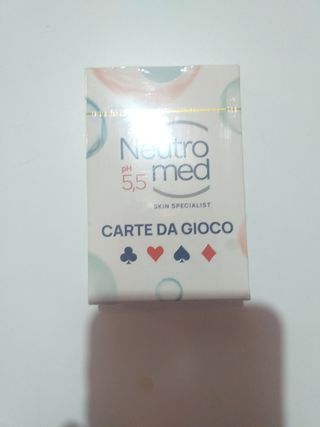 Neutro
pH
5,5 med
SKIN SPECIALIST
CARTE DA GIOCO